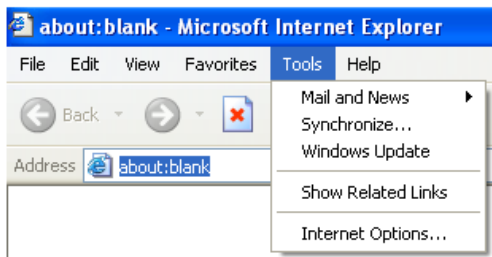 about:blank - Microsoft Internet Explorer
File Edit View Favorites Tools Help
Back
Address about:blank
Mail and News
Synchronize...
Windows Update
Show Related Links
Internet Options...